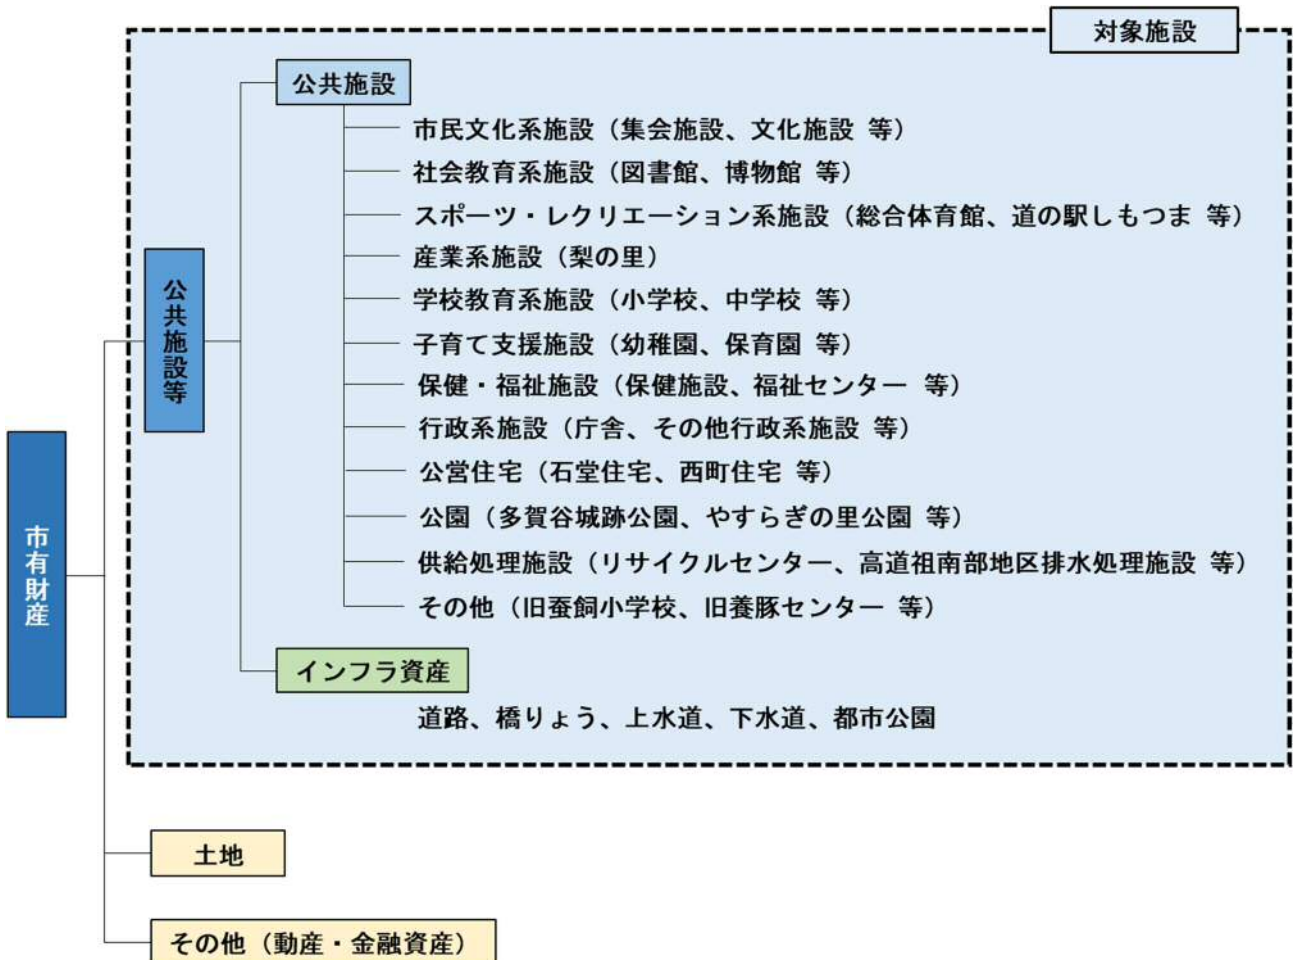 対象施設
公共施設
市民文化系施設（集会施設、文化施設 等）
社会教育系施設（図書館、博物館 等）
スポーツ・レクリエーション系施設（総合体育館、道の駅しもつま 等）
産業系施設（梨の里）
学校教育系施設（小学校、中学校 等）
子育て支援施設（幼稚園、保育園 等）
保健・福祉施設（保健施設、福祉センター 等）
行政系施設（庁舎、その他行政系施設 等）
公営住宅（石堂住宅、西町住宅 等）
公園（多賀谷城跡公園、やすらぎの里公園 等）
供給処理施設（リサイクルセンター、高道祖南部地区排水処理施設 等）
その他（旧蚕飼小学校、旧養豚センター 等）
インフラ資産
道路、橋りょう、上水道、下水道、都市公園
公共施設等
市有財産
土地
その他（動産・金融資産）